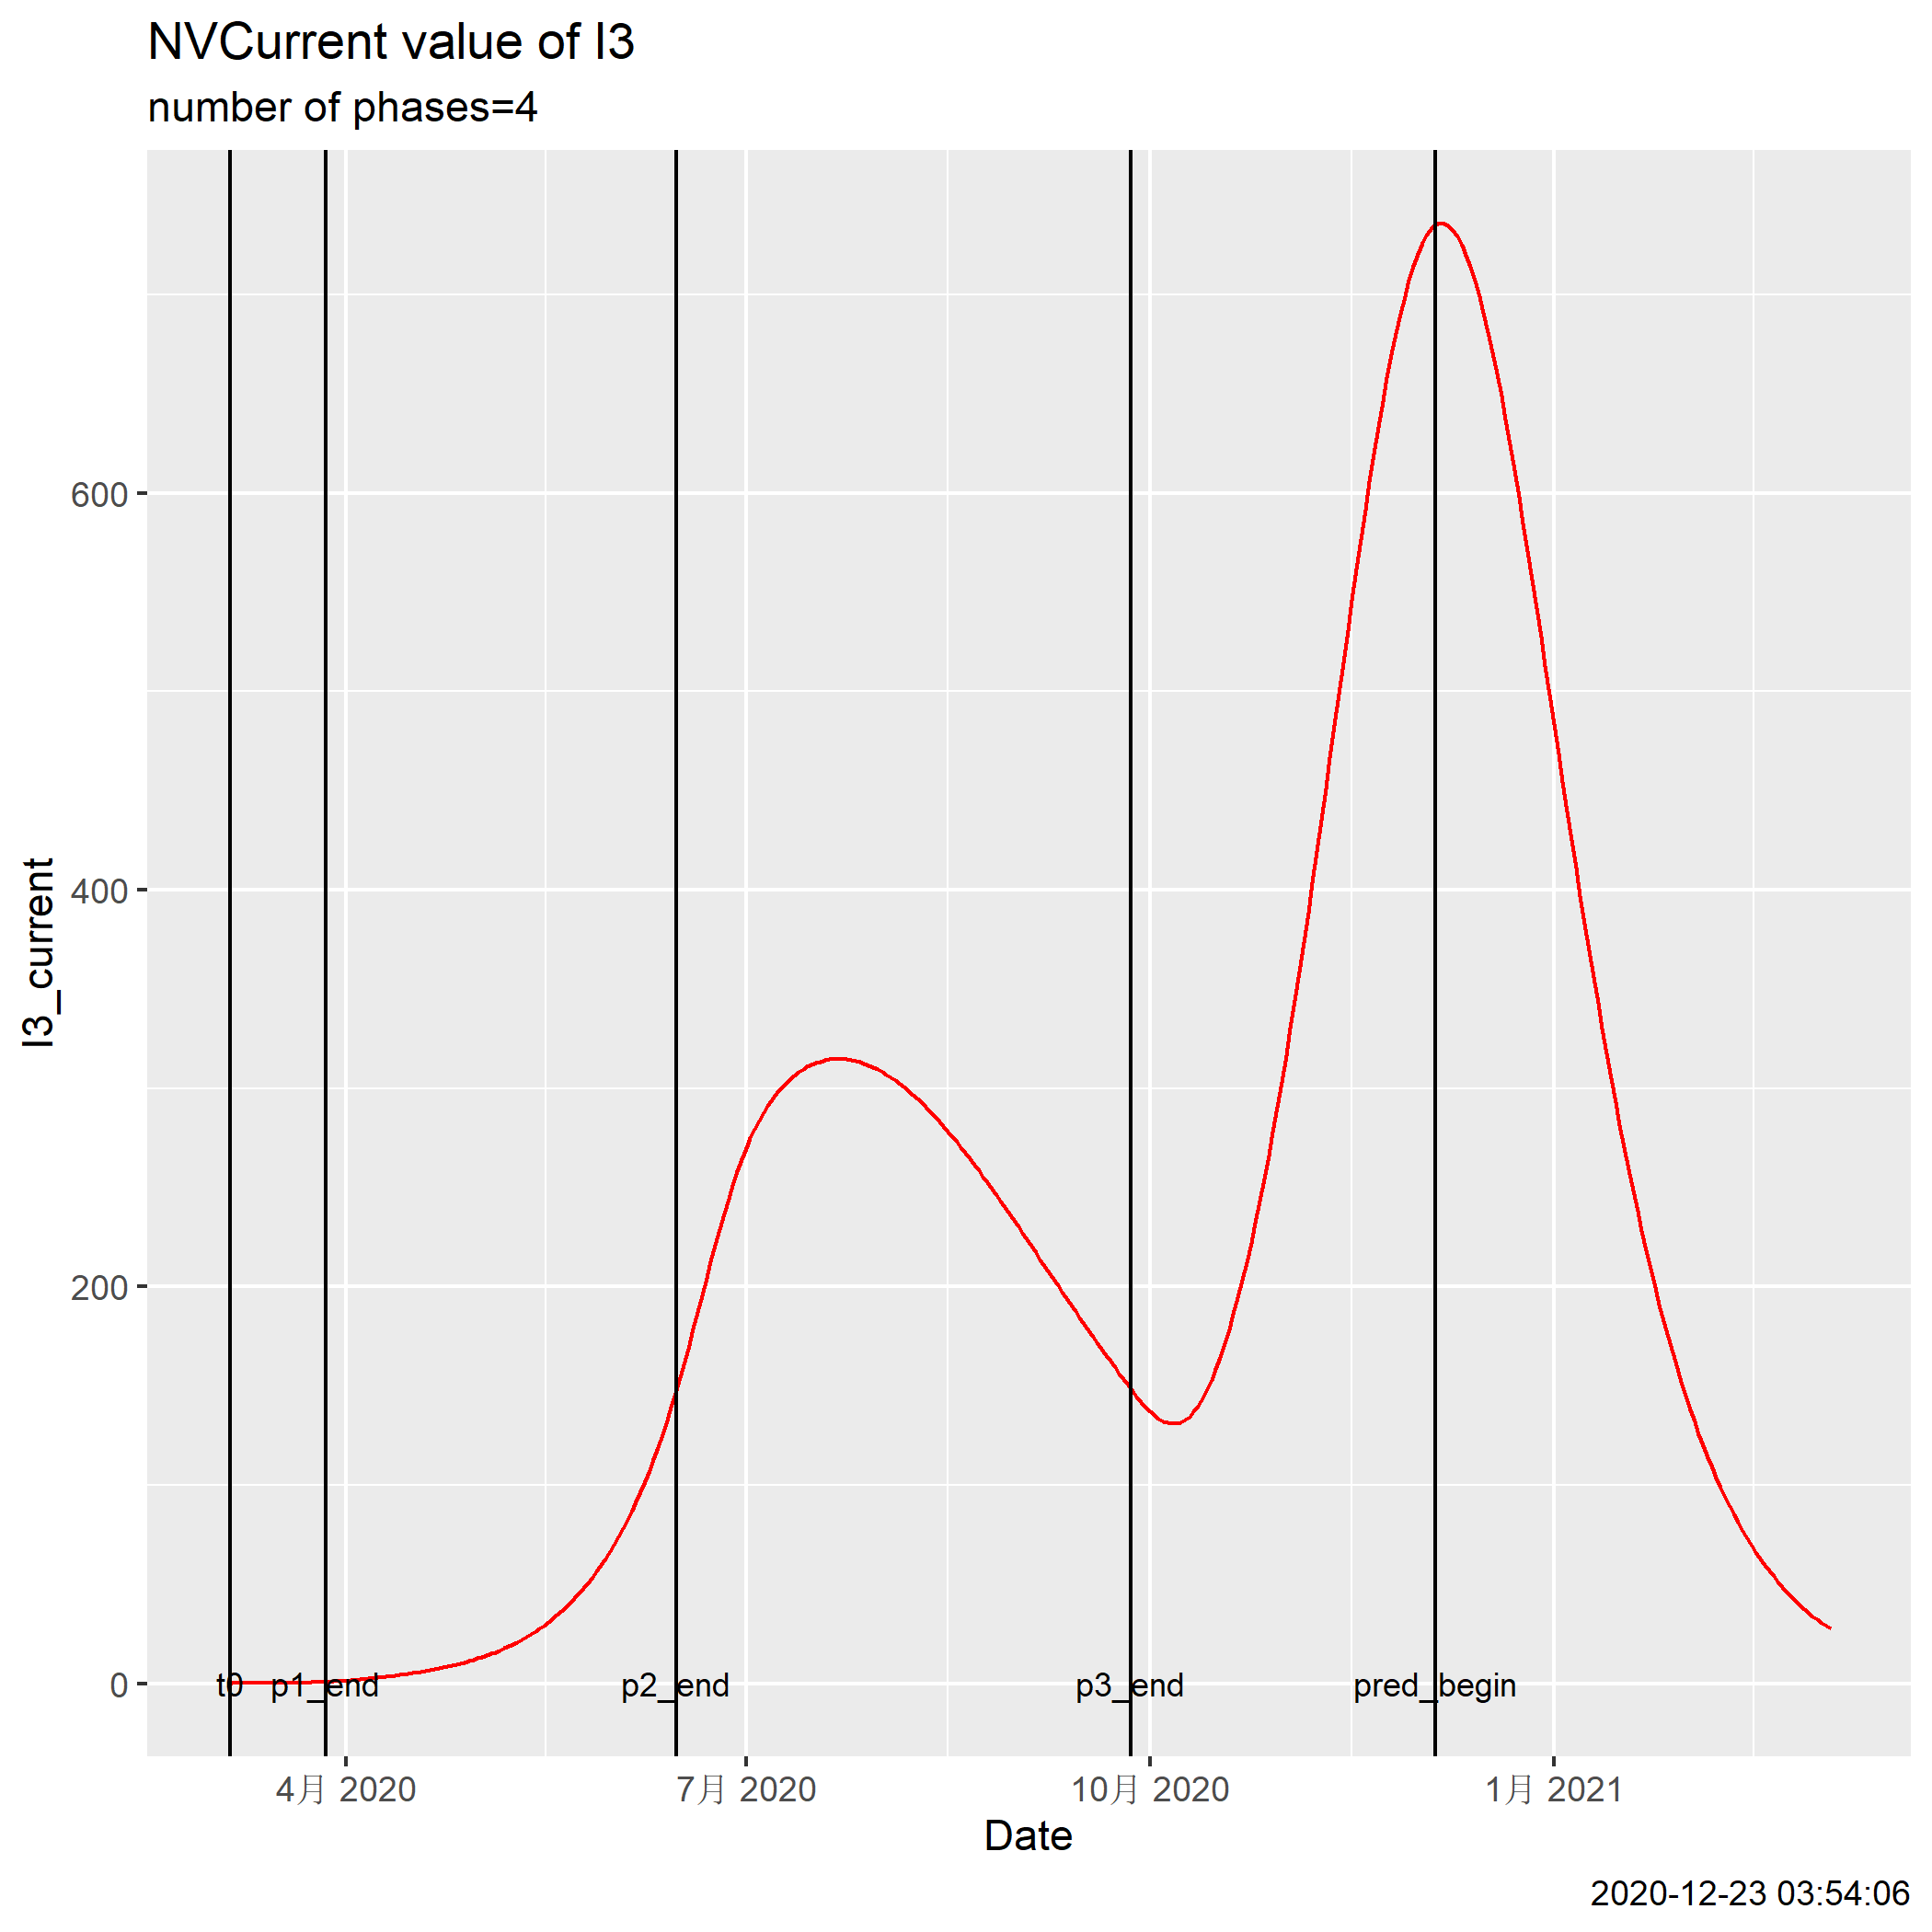 NVCurrent value of I3
number of phases=4
I3_current
600
400
200
0
t0 p1_end p2_end p3_end pred_begin
4月 2020 7月 2020 10月 2020 1月 2021
Date
2020-12-23 03:54:06